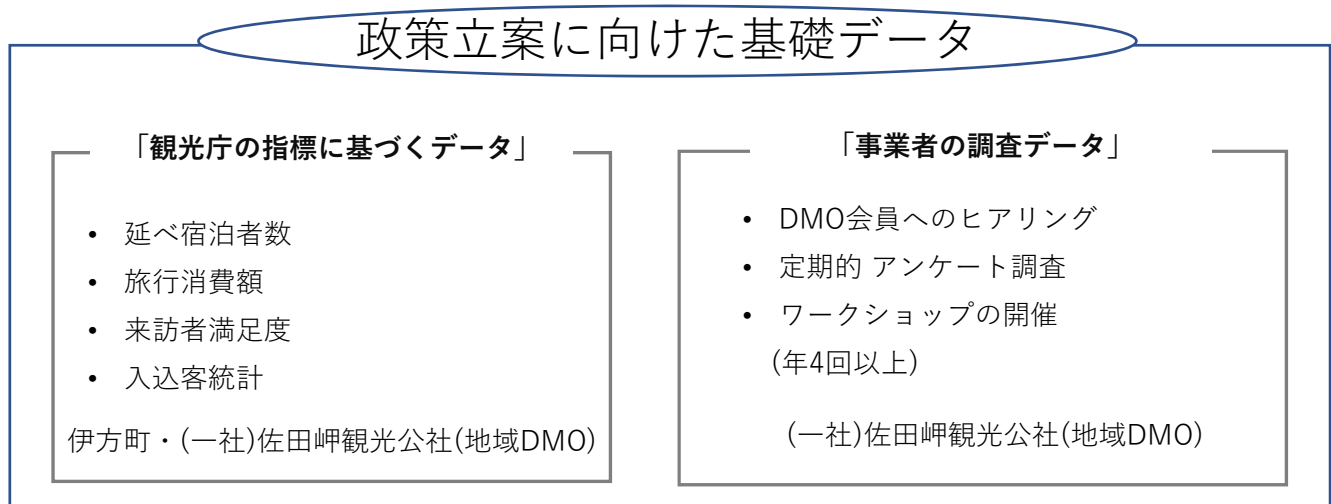 政策立案に向けた基礎データ
「観光庁の指標に基づくデータ」
• 延べ宿泊者数
• 旅行消費額
• 来訪者満足度
• 入込客統計
伊方町・(一社)佐田岬観光公社(地域DMO)
「事業者の調査データ」
• DMO会員へのヒアリング
• 定期的 アンケート調査
• ワークショップの開催
(年4回以上)
(一社)佐田岬観光公社(地域DMO)